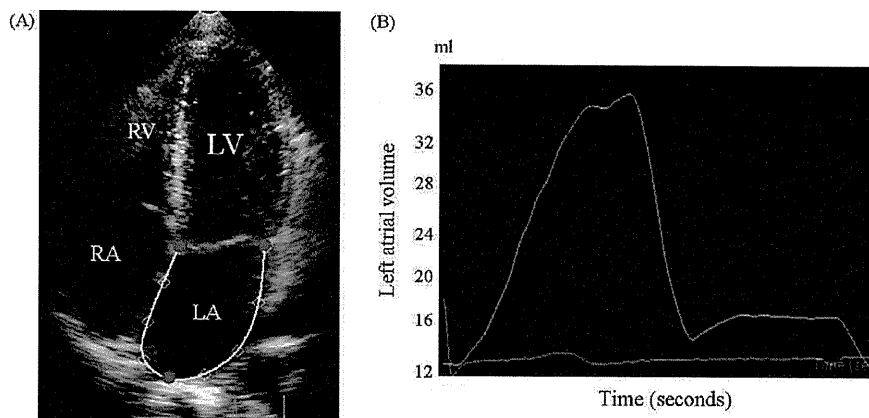 (A)
RV
LV
RA
LA
(B)
ml
36
32
28
24
20
16
12
Left atrial volume
Time (seconds)